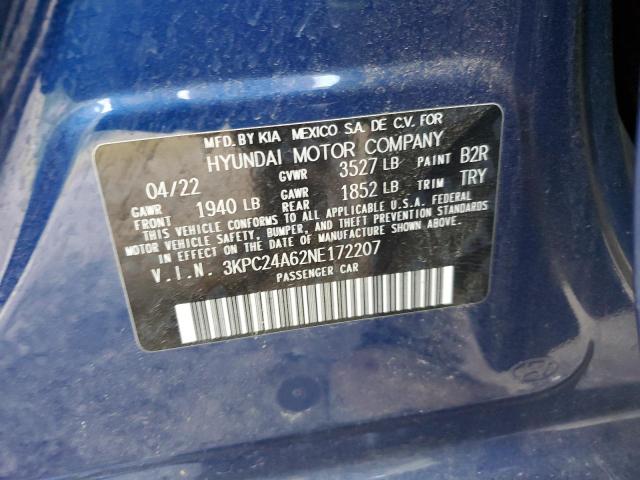 MFD. BY KIA MEXICO S.A. DE C.V. FOR
HYUNDAI MOTOR COMPANY
04/22 GVWR 3527 LB PAINT B2R
GAWR FRONT 1940 LB GAWR REAR 1852 LB TRIM TRY
THIS VEHICLE CONFORMS TO ALL APPLICABLE U.S.A. FEDERAL
MOTOR VEHICLE SAFETY, BUMPER, AND THEFT PREVENTION STANDARDS
IN EFFECT ON THE DATE OF MANUFACTURE SHOWN ABOVE.
V.I.N. 3KPC24A62NE172207
PASSENGER CAR